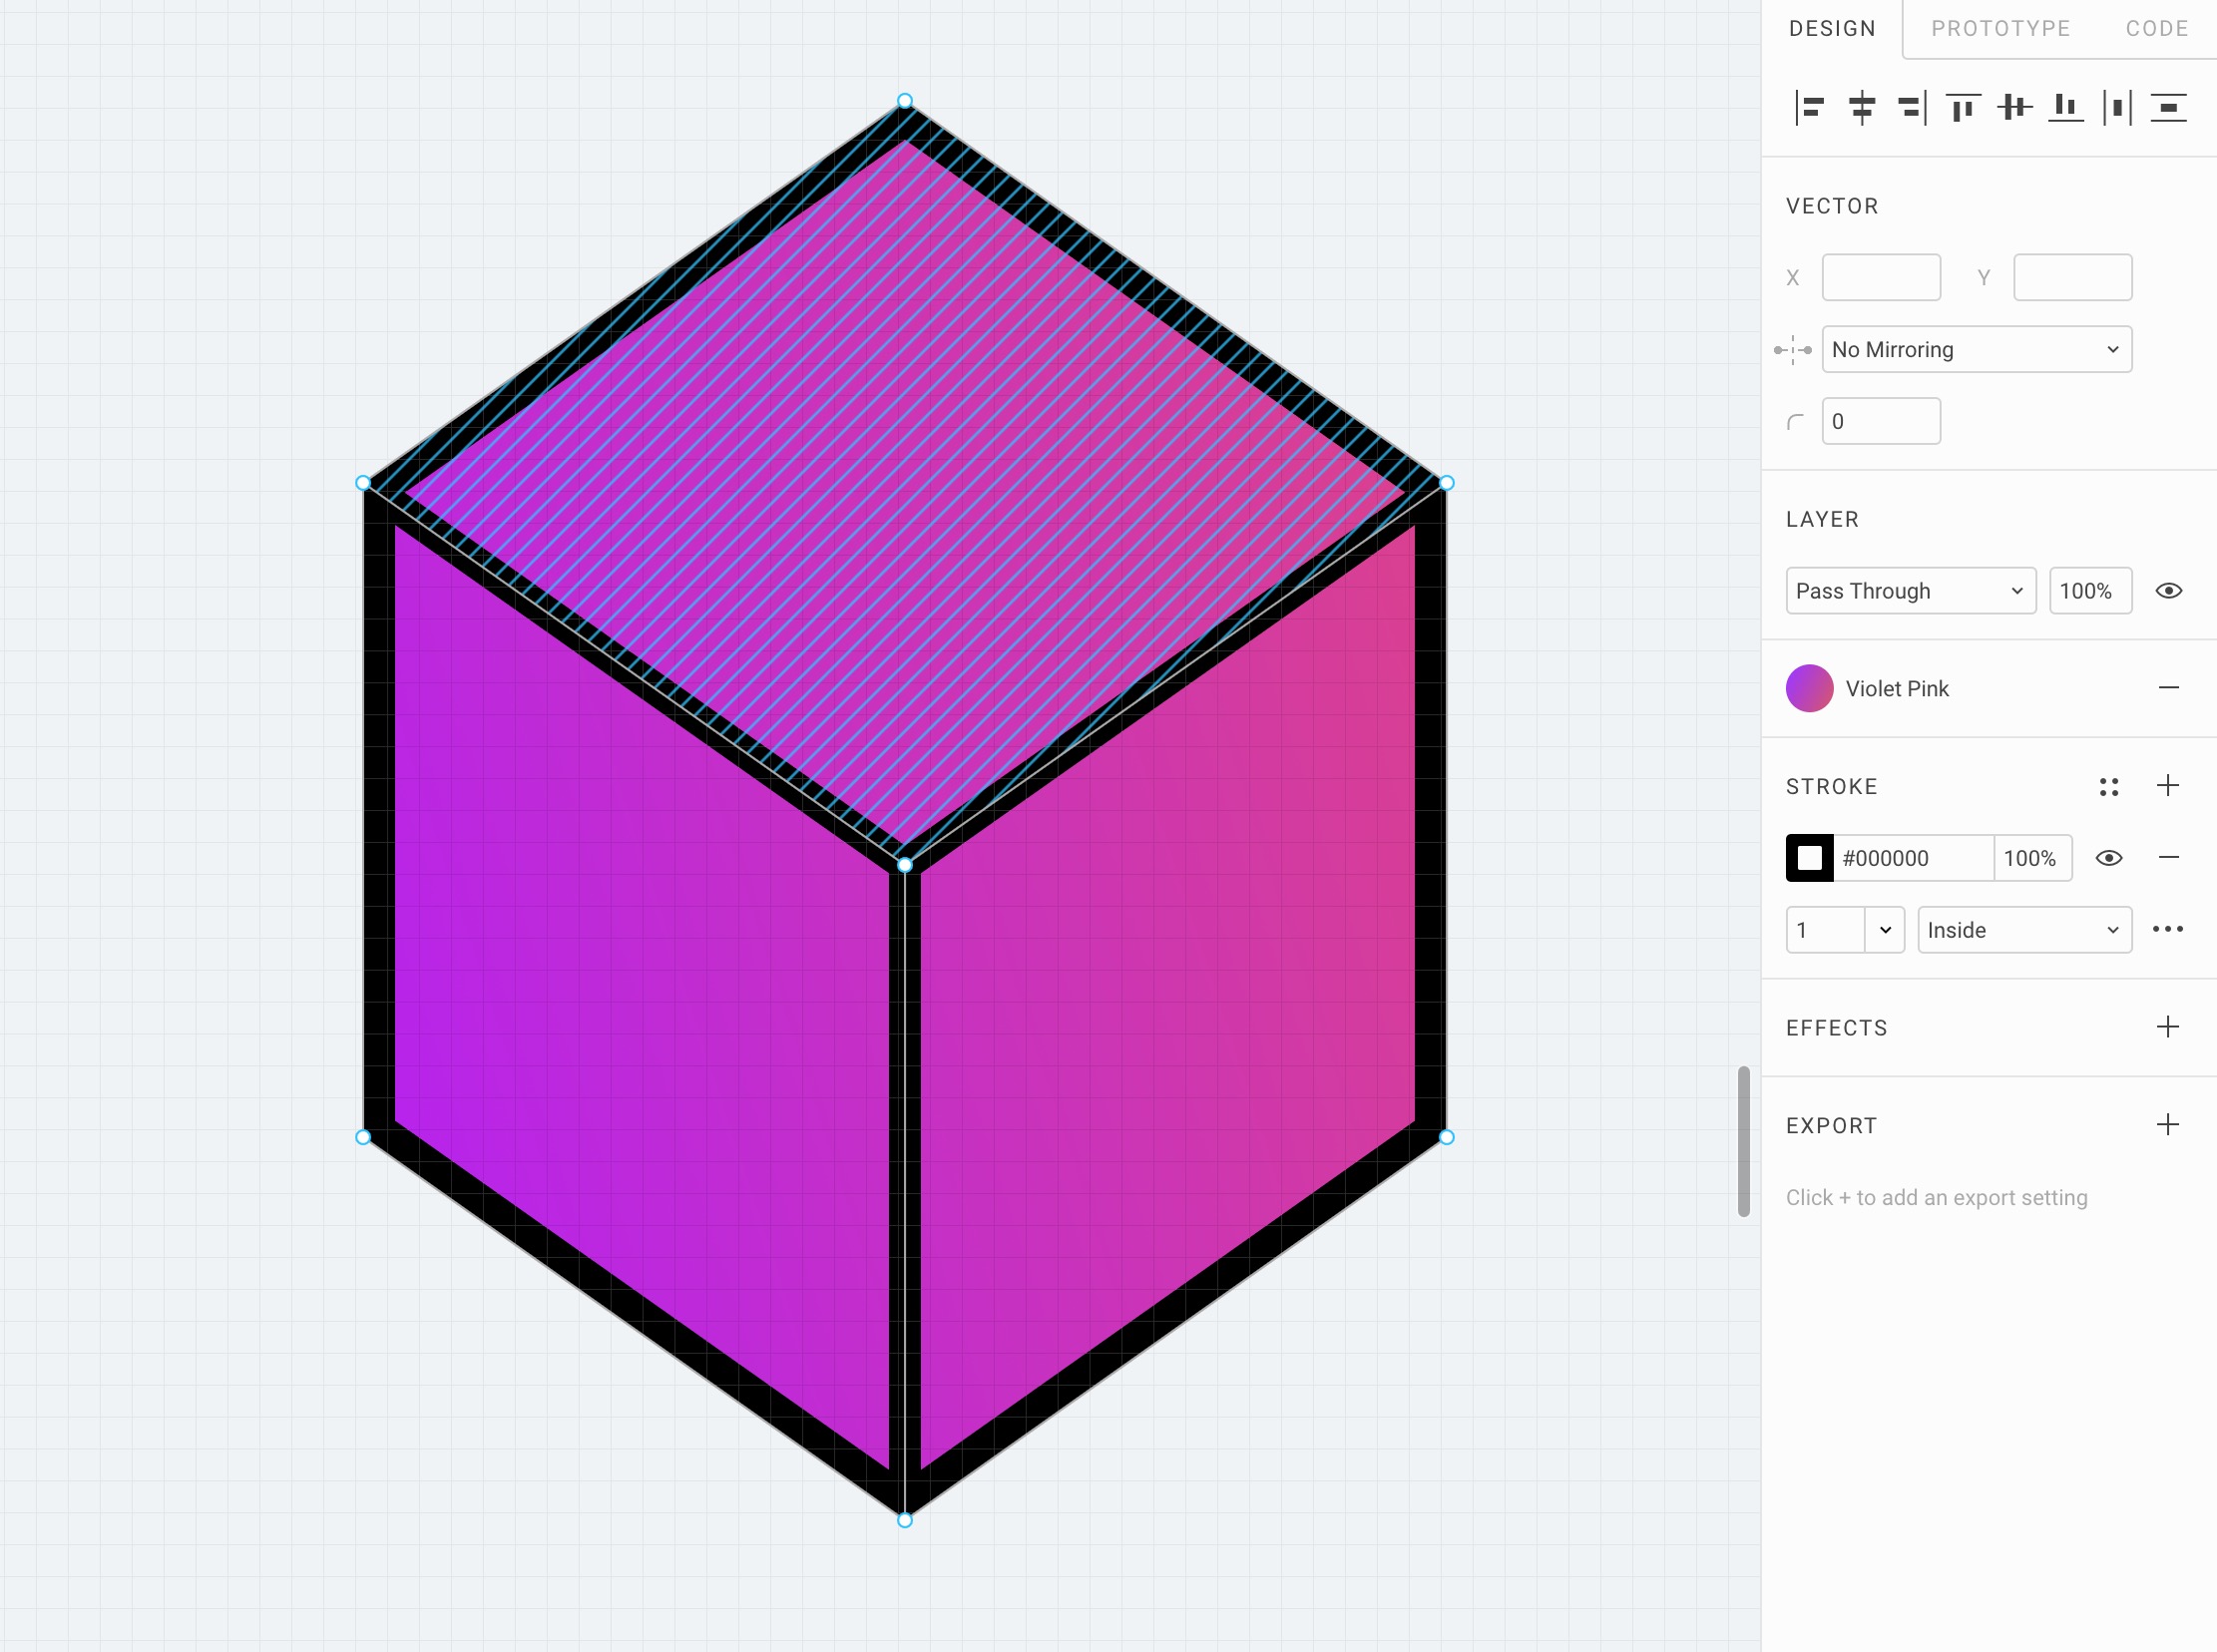 DESIGN PROTOTYPE CODE
VECTOR
X Y
No Mirroring
0
LAYER
Pass Through 100%
Violet Pink
STROKE
#000000 100%
1 Inside
EFFECTS
EXPORT
Click + to add an export setting